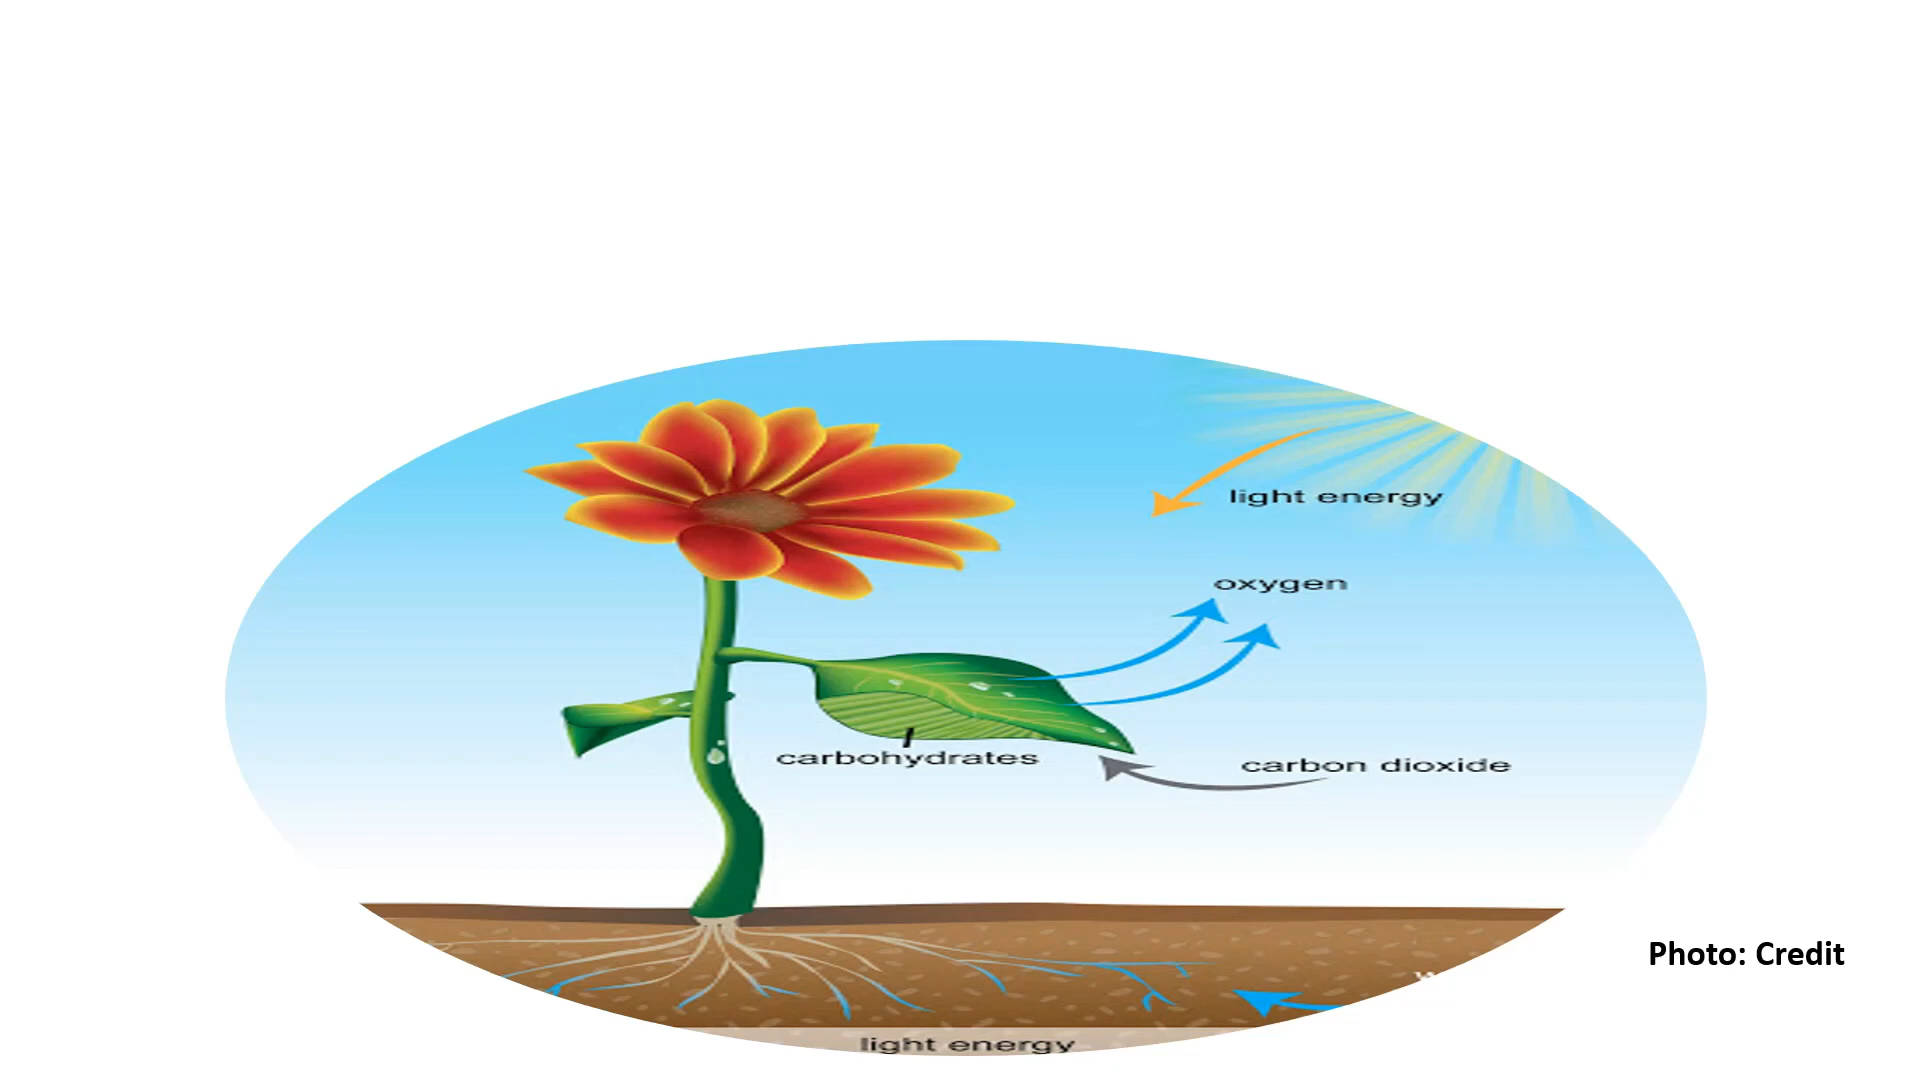 light energy
oxygen
carbohydrates
carbon dioxide
Photo: Credit
light energy